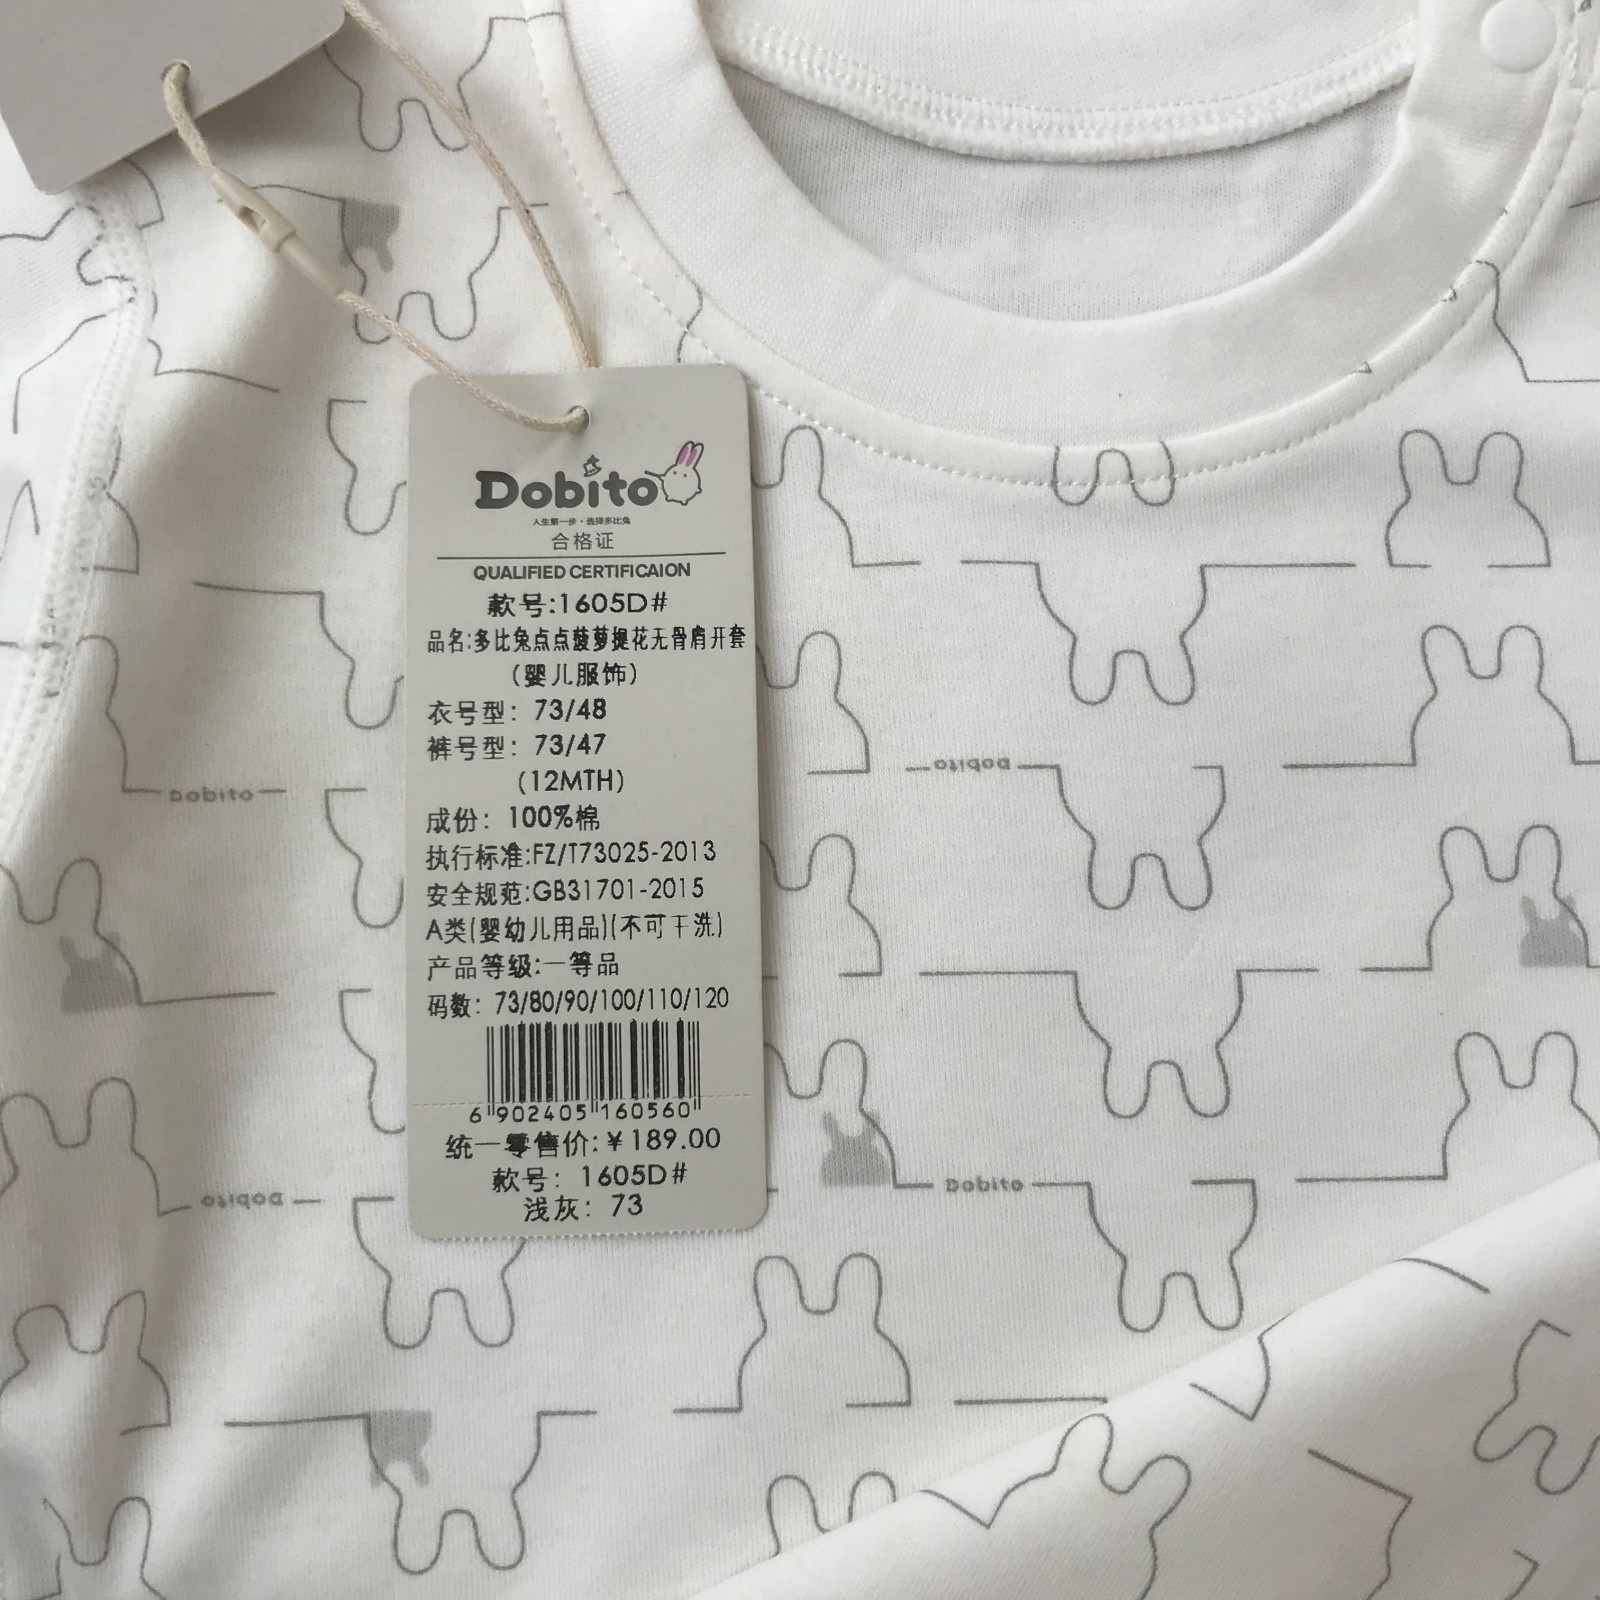 Dobito
人生第一步·选择多比兔
合格证
QUALIFIED CERTIFICAION
款号:1605D#
品名:多比兔点点菠萝提花无骨肩开套
(婴儿服饰)
衣号型: 73/48
裤号型: 73/47
(12MTH)
成份: 100%棉
执行标准:FZ/T73025-2013
安全规范:GB31701-2015
A类(婴幼儿用品)(不可干洗)
产品等级:一等品
码数: 73/80/90/100/110/120
6 902405 160560
统一零售价:¥189.00
款号: 1605D#
浅灰: 73
Dobito
Dobito
Dobito
Dobito